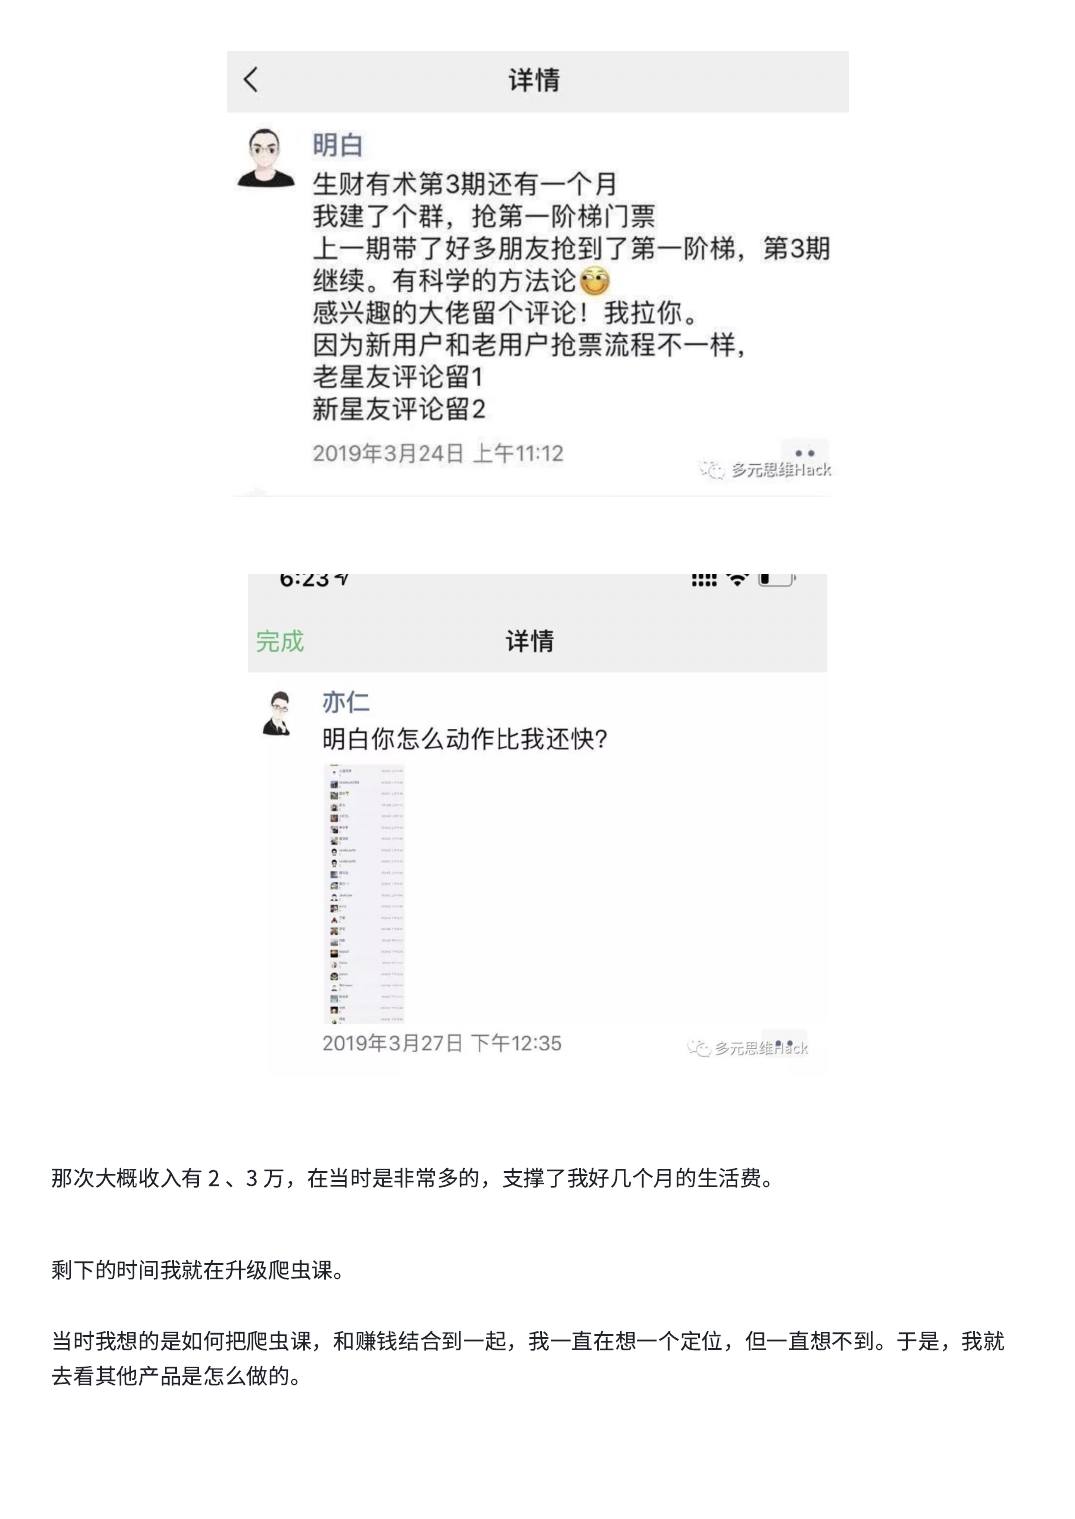 详情
明白
生财有术第3期还有一个月
我建了个群，抢第一阶梯门票
上一期带了好多朋友抢到了第一阶梯，第3期
继续。有科学的方法论
感兴趣的大佬留个评论！我拉你。
因为新用户和老用户抢票流程不一样，
老星友评论留1
新星友评论留2
2019年3月24日 上午11:12
多元思维Hack
6:23
完成
详情
亦仁
明白你怎么动作比我还快?
2019年3月27日 下午12:35
多元思维Hack
那次大概收入有 2 、3 万，在当时是非常多的，支撑了我好几个月的生活费。
剩下的时间我就在升级爬虫课。
当时我想的是如何把爬虫课，和赚钱结合到一起，我一直在想一个定位，但一直想不到。于是，我就
去看其他产品是怎么做的。